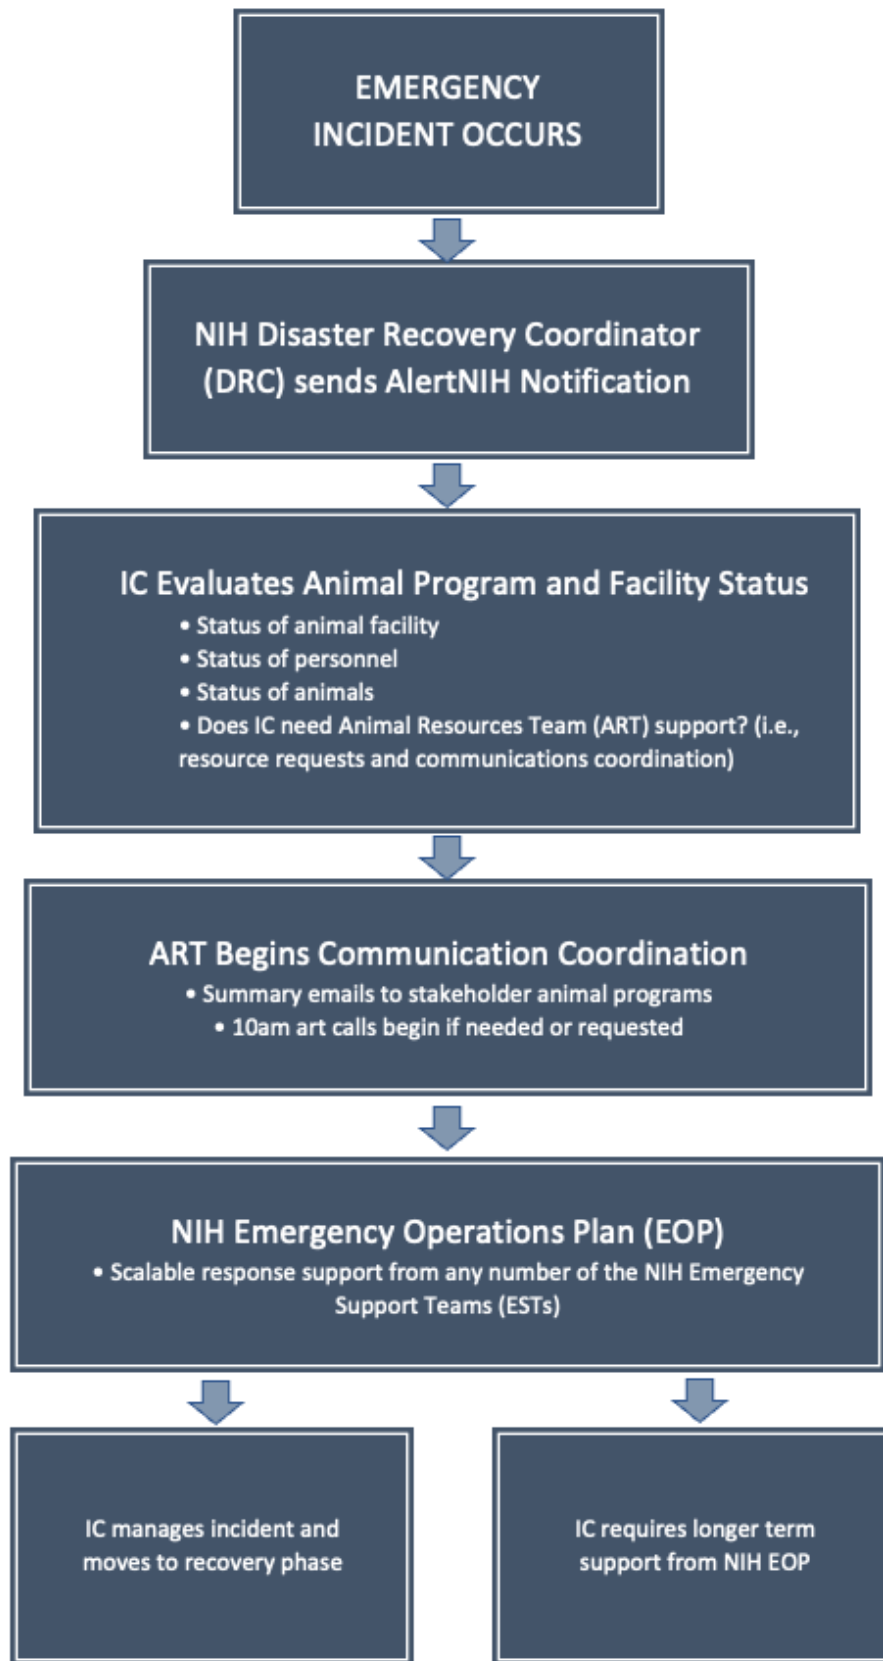 EMERGENCY
INCIDENT OCCURS
NIH Disaster Recovery Coordinator
(DRC) sends AlertNIH Notification
IC Evaluates Animal Program and Facility Status
• Status of animal facility
• Status of personnel
• Status of animals
• Does IC need Animal Resources Team (ART) support? (i.e.,
resource requests and communications coordination)
ART Begins Communication Coordination
• Summary emails to stakeholder animal programs
• 10am art calls begin if needed or requested
NIH Emergency Operations Plan (EOP)
• Scalable response support from any number of the NIH Emergency
Support Teams (ESTs)
IC manages incident and
moves to recovery phase
IC requires longer term
support from NIH EOP